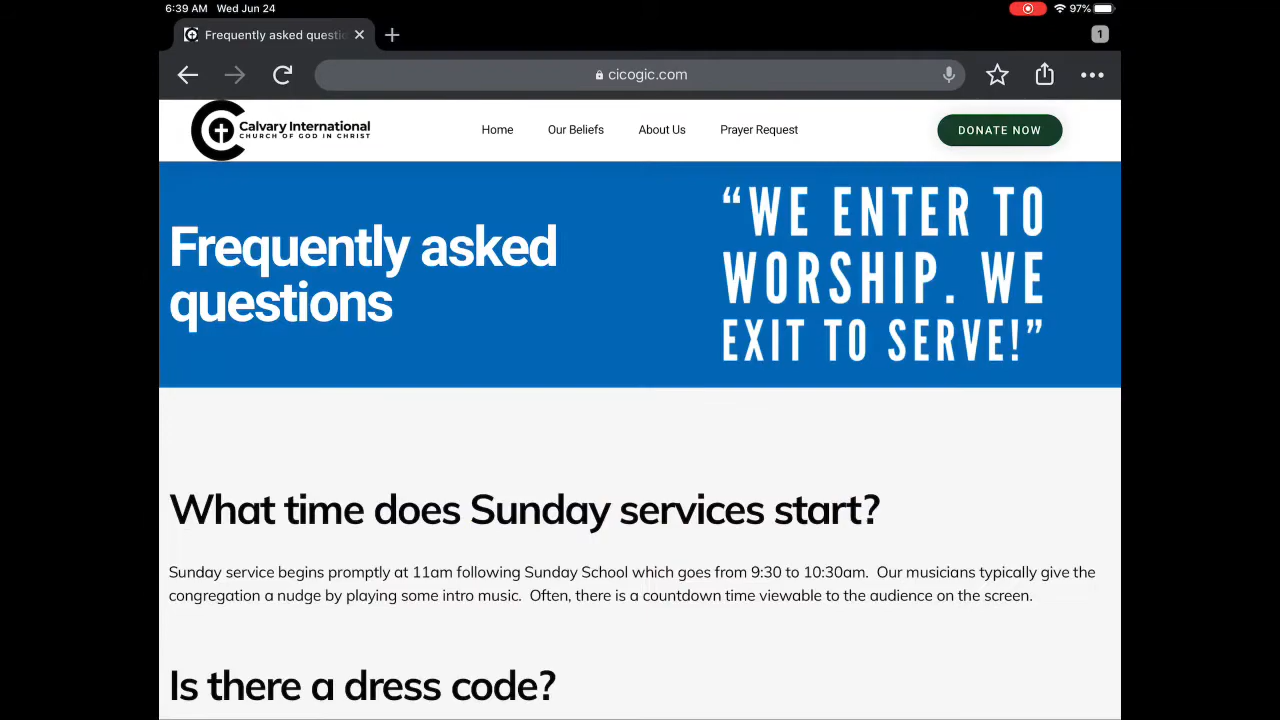 6:39 AM Wed Jun 24
97%
Frequently asked questio
1
cicogic.com
Calvary International
CHURCH OF GOD IN CHRIST
Home Our Beliefs About Us Prayer Request
DONATE NOW
Frequently asked
questions
“WE ENTER TO
WORSHIP. WE
EXIT TO SERVE!”
What time does Sunday services start?
Sunday service begins promptly at 11am following Sunday School which goes from 9:30 to 10:30am.  Our musicians typically give the
congregation a nudge by playing some intro music.  Often, there is a countdown time viewable to the audience on the screen.
Is there a dress code?